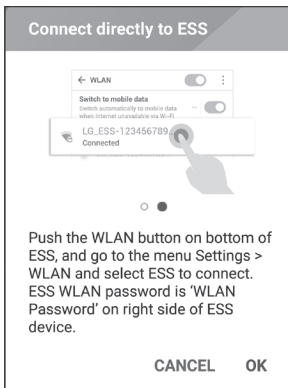 Connect directly to ESS
WLAN
Switch to mobile data
Switch automatically to mobile data
when internet unavailable via Wi-Fi.
LG_ESS-123456789...
Connected
Push the WLAN button on bottom of
ESS, and go to the menu Settings >
WLAN and select ESS to connect.
ESS WLAN password is 'WLAN
Password' on right side of ESS
device.
CANCEL OK